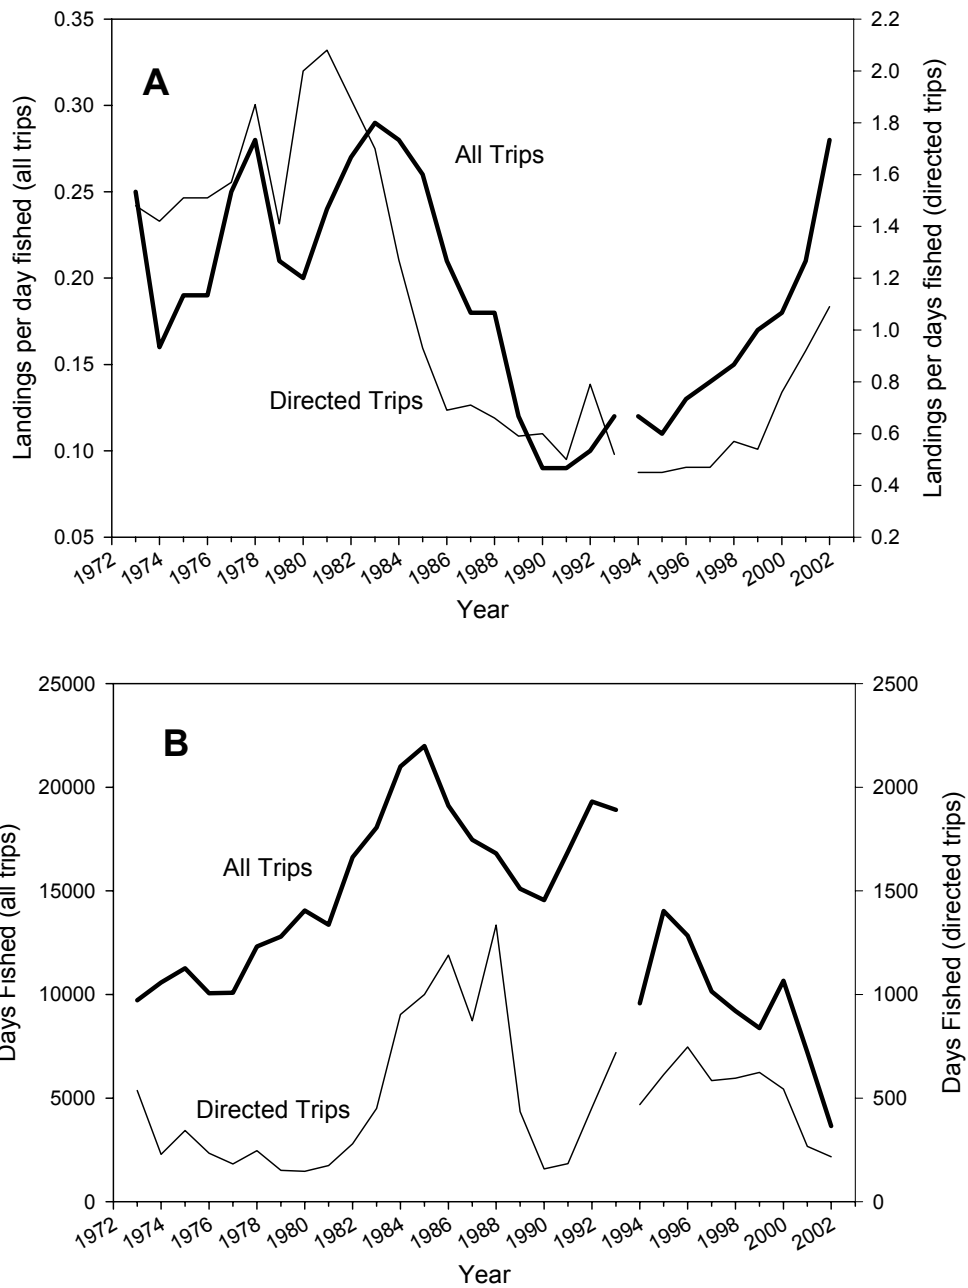 A
All Trips
Directed Trips
Landings per day fished (all trips)
0.35
0.30
0.25
0.20
0.15
0.10
0.05
Landings per days fished (directed trips)
2.2
2.0
1.8
1.6
1.4
1.2
1.0
0.8
0.6
0.4
0.2
1972 1974 1976 1978 1980 1982 1984 1986 1988 1990 1992 1994 1996 1998 2000 2002
Year
B
All Trips
Directed Trips
Days Fished (all trips)
25000
20000
15000
10000
5000
0
Days Fished (directed trips)
2500
2000
1500
1000
500
0
1972 1974 1976 1978 1980 1982 1984 1986 1988 1990 1992 1994 1996 1998 2000 2002
Year